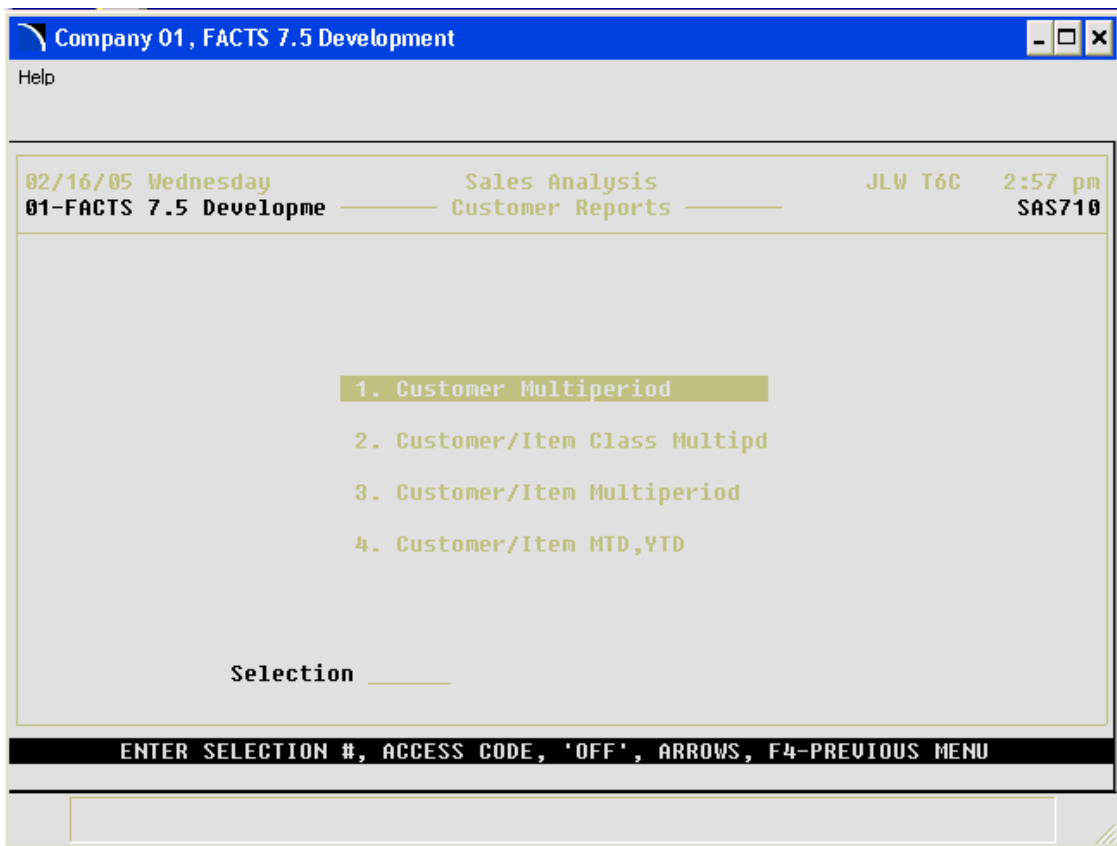 Company 01, FACTS 7.5 Development
Help
02/16/05 Wednesday Sales Analysis JLW T6C 2:57 pm
01-FACTS 7.5 Developme Customer Reports SAS710
1. Customer Multiperiod
2. Customer/Item Class Multipd
3. Customer/Item Multiperiod
4. Customer/Item MTD,YTD
Selection ______
ENTER SELECTION #, ACCESS CODE, 'OFF', ARROWS, F4-PREVIOUS MENU